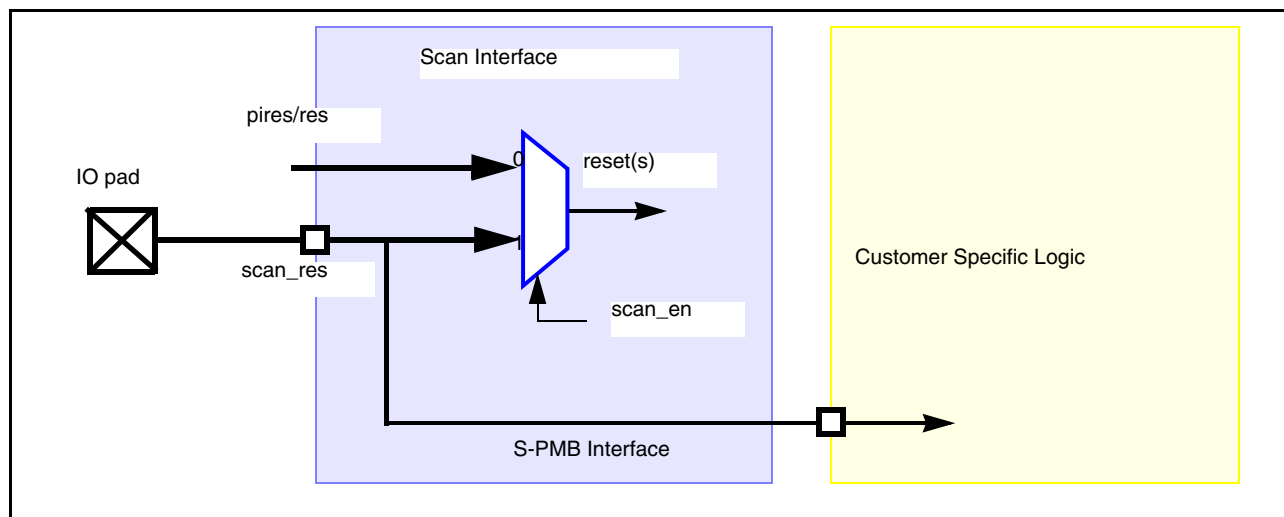 Scan Interface
pires/res
0
reset(s)
IO pad
1
scan_res
Customer Specific Logic
scan_en
S-PMB Interface